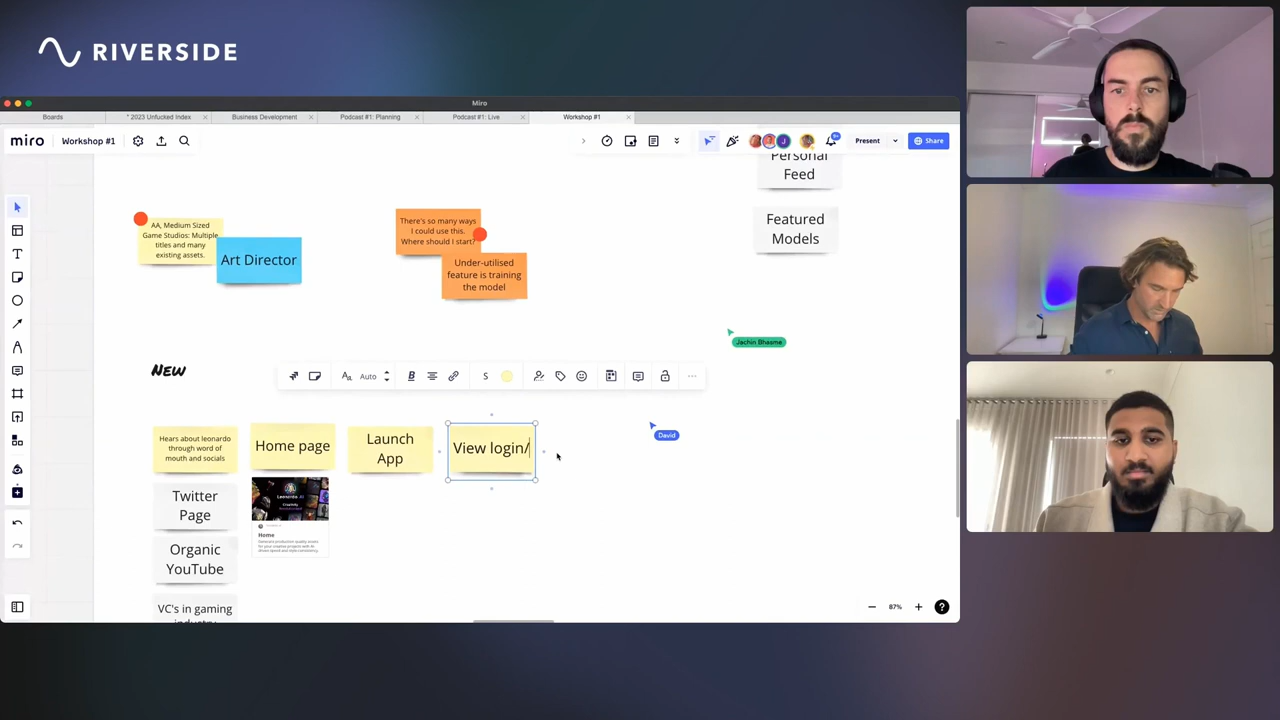 RIVERSIDE
Miro
Boards
* 2023 Unfucked Index
Business Development
Podcast #1: Planning
Podcast #1: Live
Workshop #1
miro
Workshop #1
J
Present
Share
Personal
Feed
Featured
Models
AA, Medium Sized
Game Studios: Multiple
titles and many
existing assets.
Art Director
There's so many ways
I could use this.
Where should I start?
Under-utilised
feature is training
the model
Jachin Bhasme
New
Auto
B
S
David
Hears about leonardo
through word of
mouth and socials
Home page
Launch
App
View login/
Twitter
Page
Leonardo.Ai
Home
Organic
YouTube
VC's in gaming
industry
87%